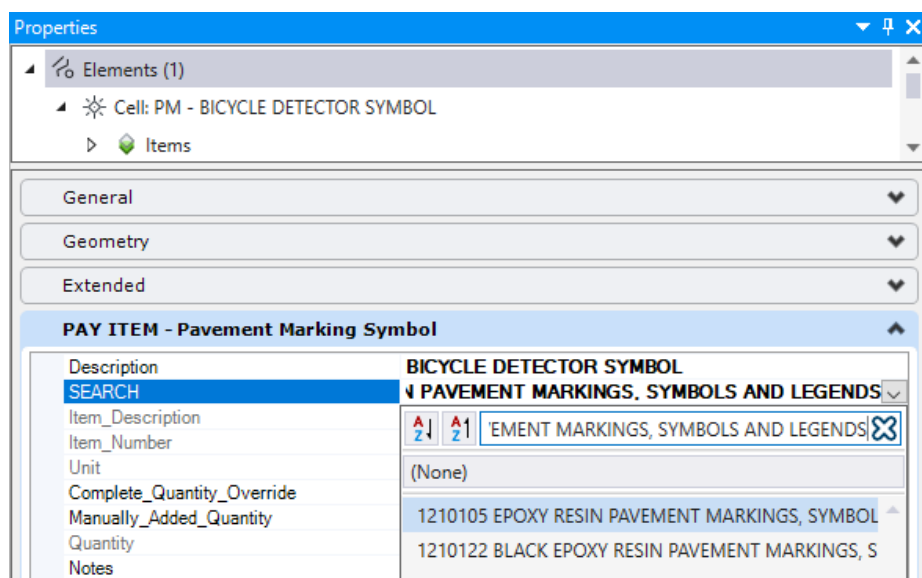 Properties
Elements (1)
Cell: PM - BICYCLE DETECTOR SYMBOL
Items
General
Geometry
Extended
PAY ITEM - Pavement Marking Symbol
Description BICYCLE DETECTOR SYMBOL
SEARCH PAVEMENT MARKINGS, SYMBOLS AND LEGENDS
Item_Description
'EMENT MARKINGS, SYMBOLS AND LEGENDS
Item_Number
Unit
(None)
Complete_Quantity_Override
Manually_Added_Quantity 1210105 EPOXY RESIN PAVEMENT MARKINGS, SYMBOL
Quantity
1210122 BLACK EPOXY RESIN PAVEMENT MARKINGS, S
Notes